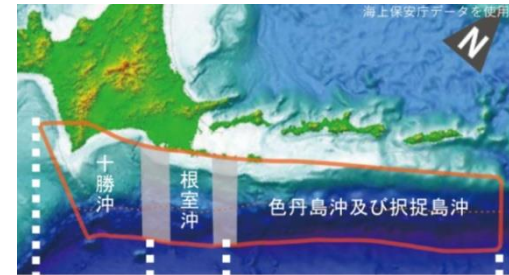 海上保安庁データを使用
N
十勝沖
根室沖
色丹島沖及び択捉島沖